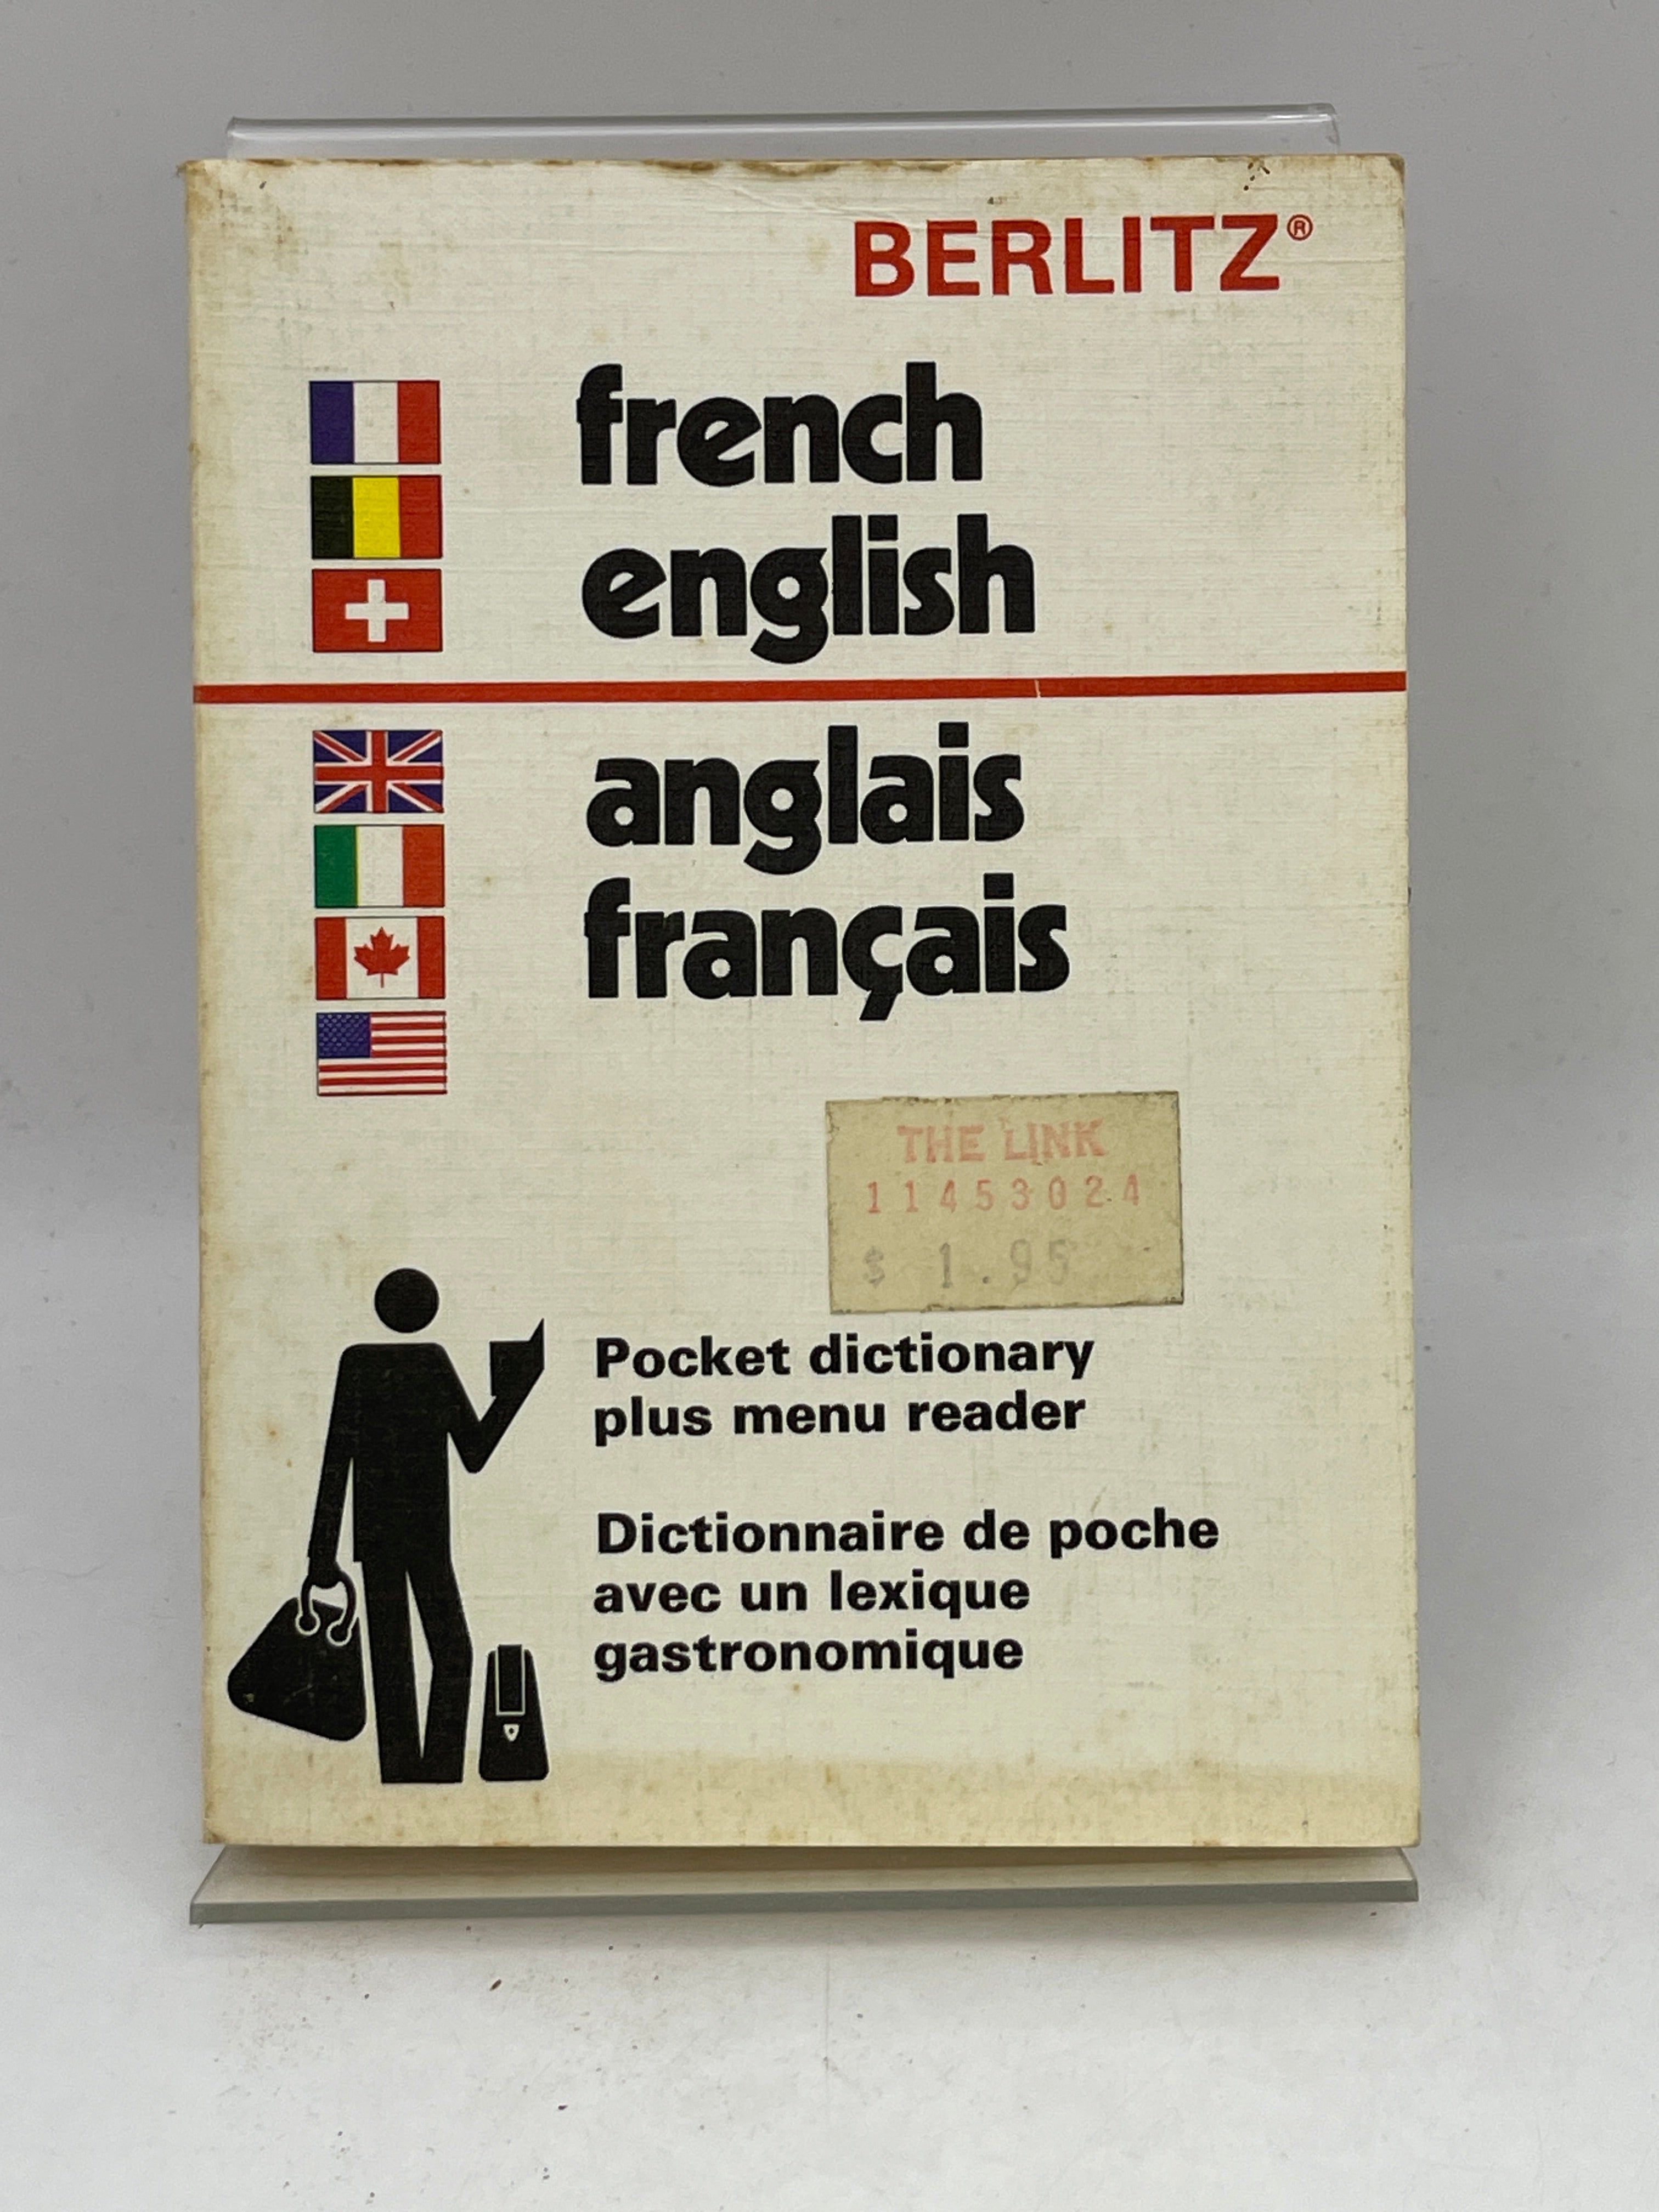 BERLITZ®
french
english
anglais
français
THE LINK
11453024
$ 1.95
Pocket dictionary
plus menu reader
Dictionnaire de poche
avec un lexique
gastronomique